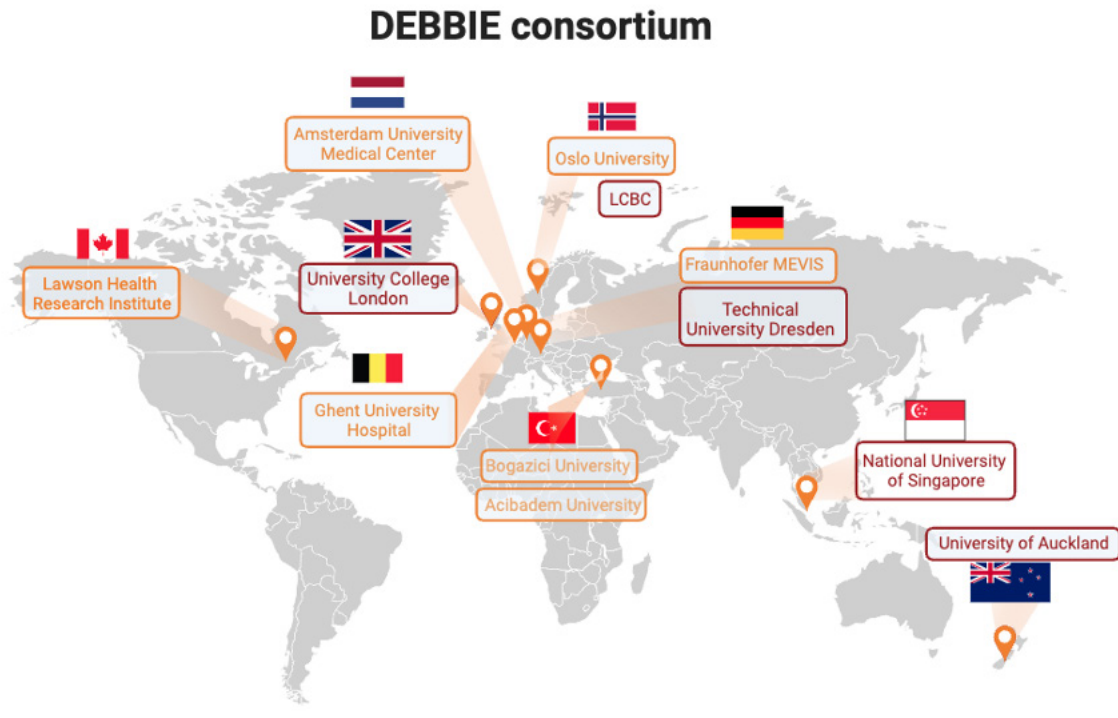 DEBBIE consortium
Amsterdam University
Medical Center
Oslo University
LCBC
Lawson Health
Research Institute
University College
London
Fraunhofer MEVIS
Technical
University Dresden
Ghent University
Hospital
Bogazici University
Acibadem University
National University
of Singapore
University of Auckland